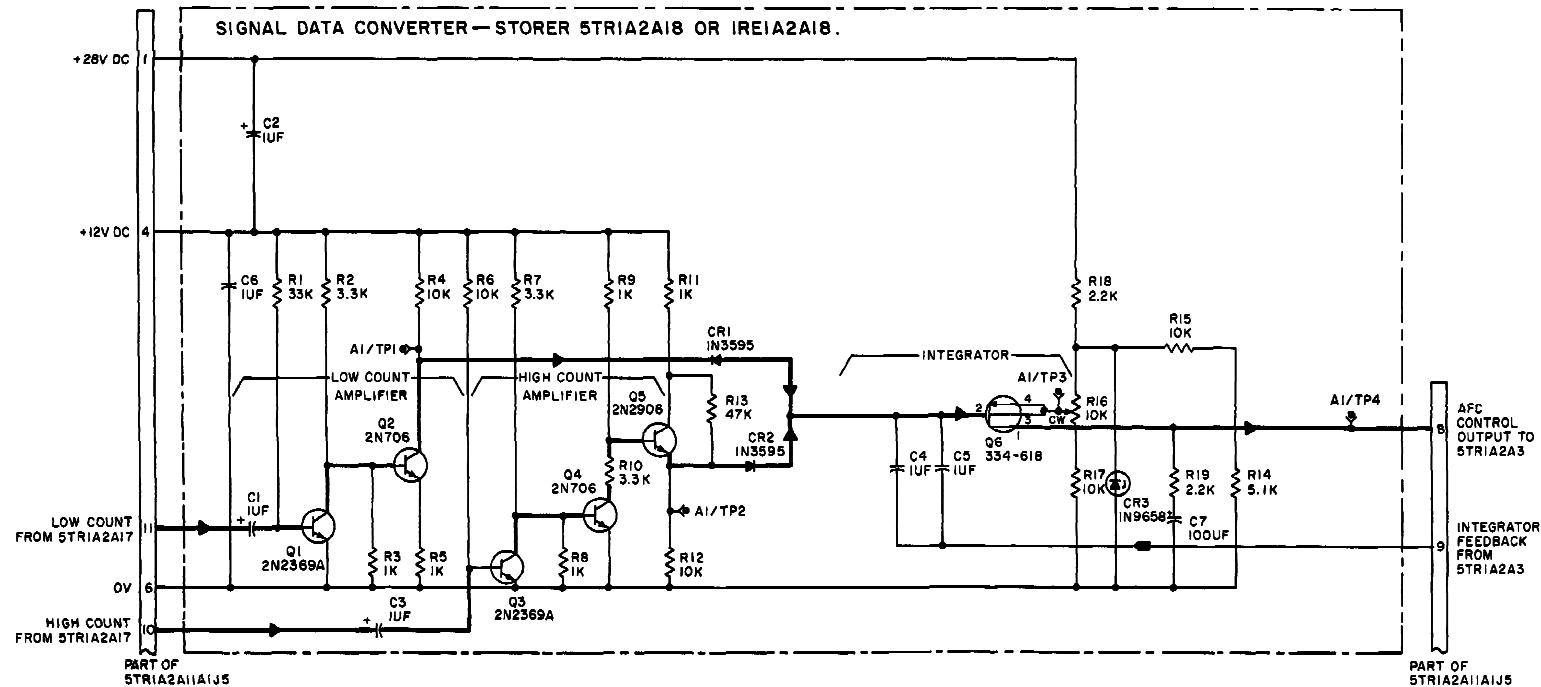 SIGNAL DATA CONVERTER—STORER 5TR1A2A18 OR 1RE1A2A18.
+28V DC
1
+
C2
1UF
+12V DC
4
C6
1UF
R1
33K
R2
3.3K
R4
10K
R6
10K
R7
3.3K
R9
1K
R11
1K
R18
2.2K
R15
10K
A1/TP1
CR1
1N3595
INTEGRATOR
A1/TP3
LOW COUNT
AMPLIFIER
HIGH COUNT
AMPLIFIER
Q5
2N2906
R13
47K
2
4
3
1
CW
R16
10K
A1/TP4
8
AFC
CONTROL
OUTPUT TO
5TR1A2A3
Q2
2N706
CR2
1N3595
Q6
334-618
Q4
2N706
R10
3.3K
C4
1UF
C5
1UF
R17
10K
R19
2.2K
R14
5.1K
CR3
1N965B
+
C7
100UF
LOW COUNT
FROM 5TR1A2A17
11
+
C1
1UF
A1/TP2
Q1
2N2369A
R3
1K
R5
1K
R8
1K
R12
10K
9
INTEGRATOR
FEEDBACK
FROM
5TR1A2A3
0V
6
Q3
2N2369A
HIGH COUNT
FROM 5TR1A2A17
10
+
C3
1UF
PART OF
5TR1A2A11A1J5
PART OF
5TR1A2A11A1J5